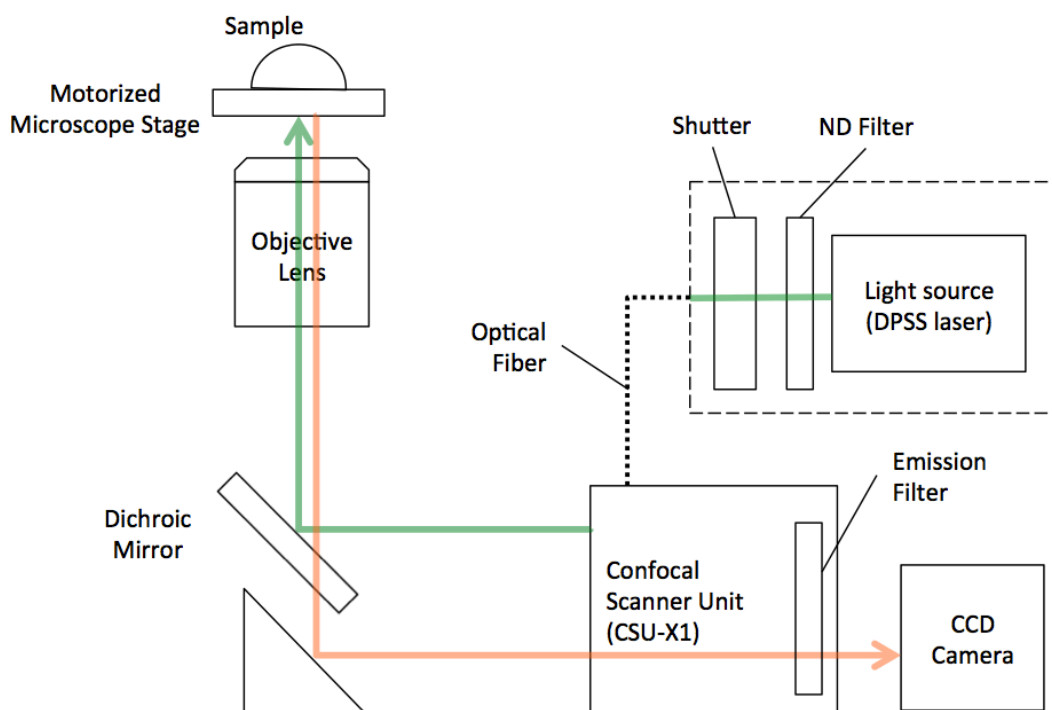 Sample
Motorized
Microscope Stage
Shutter
ND Filter
Objective
Lens
Light source
(DPSS laser)
Optical
Fiber
Emission
Filter
Dichroic
Mirror
Confocal
Scanner Unit
(CSU-X1)
CCD
Camera